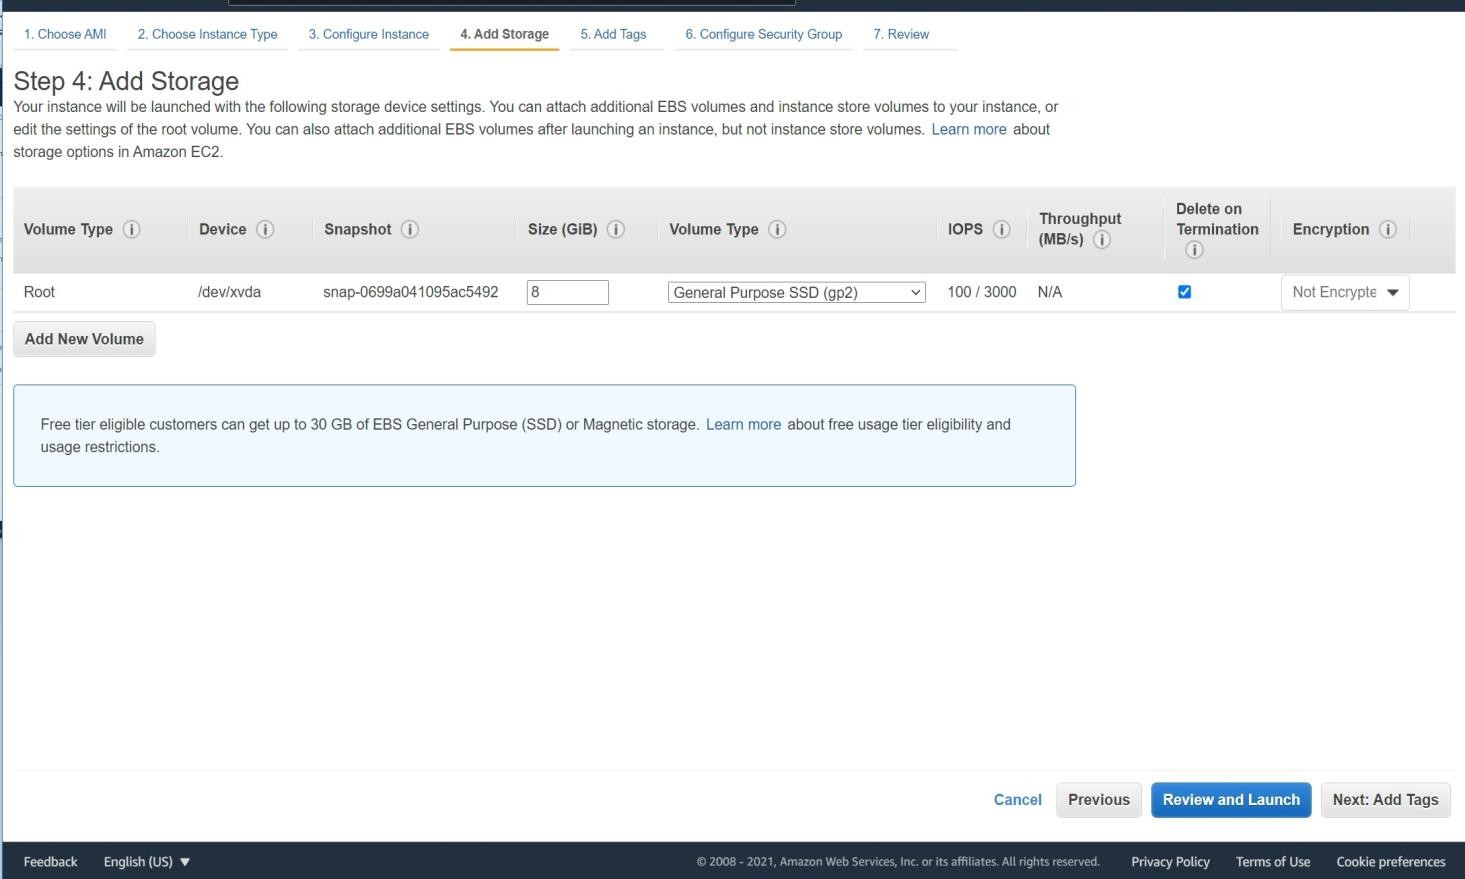 1. Choose AMI 2. Choose Instance Type 3. Configure Instance 4. Add Storage 5. Add Tags 6. Configure Security Group 7. Review
Step 4: Add Storage
Your instance will be launched with the following storage device settings. You can attach additional EBS volumes and instance store volumes to your instance, or
edit the settings of the root volume. You can also attach additional EBS volumes after launching an instance, but not instance store volumes. Learn more about
storage options in Amazon EC2.
Volume Type Device Snapshot Size (GiB) Volume Type IOPS Throughput (MB/s) Delete on Termination Encryption
Root /dev/xvda snap-0699a041095ac5492 8 General Purpose SSD (gp2) 100 / 3000 N/A Not Encrypte
Add New Volume
Free tier eligible customers can get up to 30 GB of EBS General Purpose (SSD) or Magnetic storage. Learn more about free usage tier eligibility and
usage restrictions.
Cancel Previous Review and Launch Next: Add Tags
Feedback English (US) © 2008 - 2021, Amazon Web Services, Inc. or its affiliates. All rights reserved. Privacy Policy Terms of Use Cookie preferences